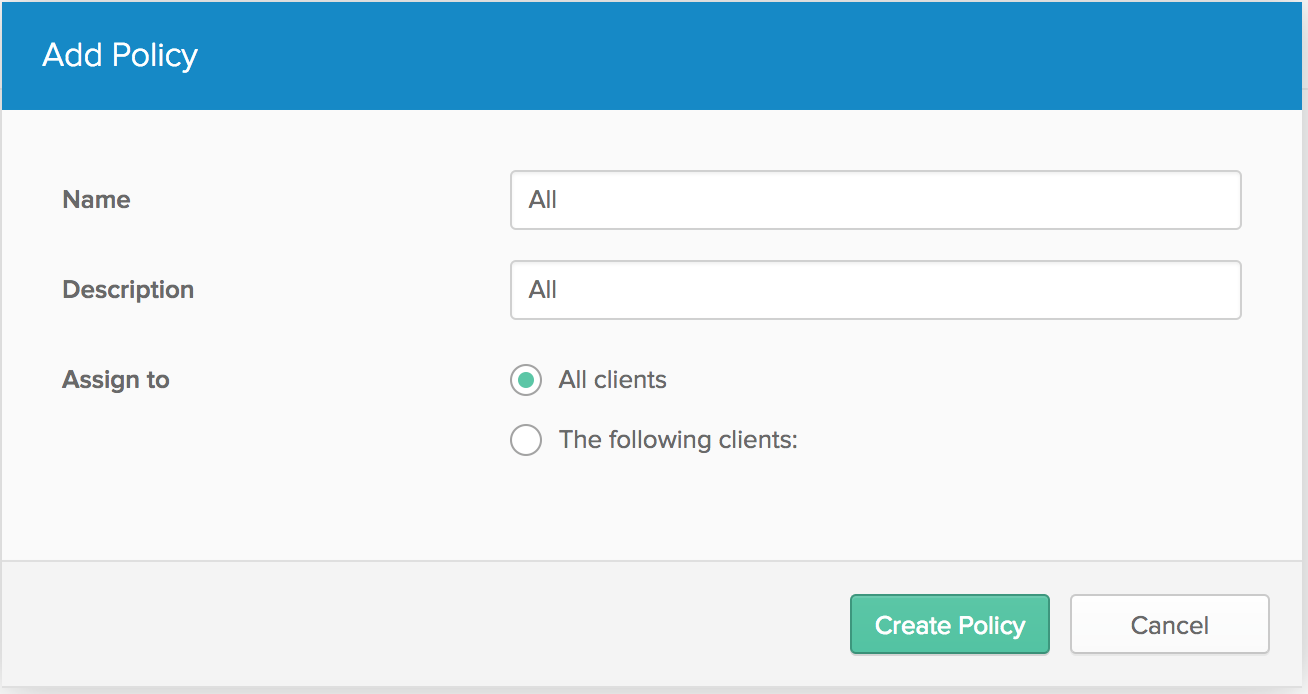 Add Policy
Name
All
Description
All
Assign to
All clients
The following clients:
Create Policy
Cancel